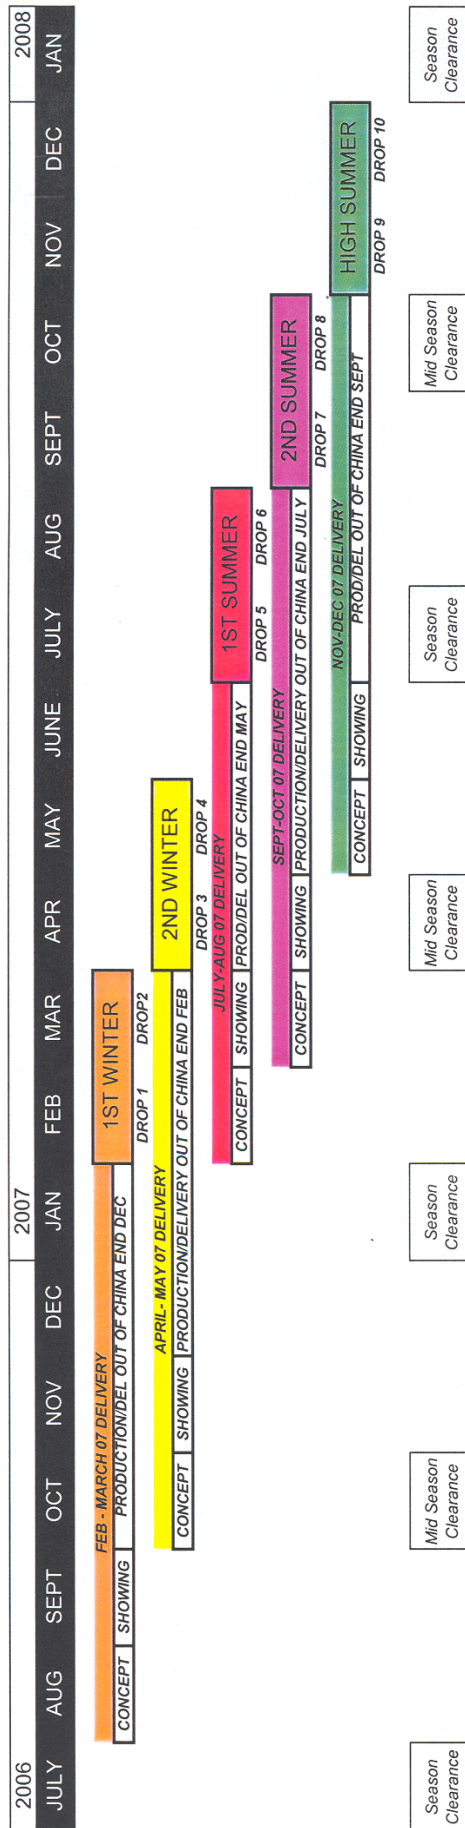 2006 2007 2008
JULY AUG SEPT OCT NOV DEC JAN FEB MAR APR MAY JUNE JULY AUG SEPT OCT NOV DEC JAN
FEB - MARCH 07 DELIVERY
1ST WINTER
CONCEPT SHOWING PRODUCTION/DEL OUT OF CHINA END DEC
DROP 1 DROP2
APRIL- MAY 07 DELIVERY
2ND WINTER
CONCEPT SHOWING PRODUCTION/DELIVERY OUT OF CHINA END FEB
DROP 3 DROP 4
JULY-AUG 07 DELIVERY
1ST SUMMER
CONCEPT SHOWING PROD/DEL OUT OF CHINA END MAY
DROP 5 DROP 6
SEPT-OCT 07 DELIVERY
2ND SUMMER
CONCEPT SHOWING PRODUCTION/DELIVERY OUT OF CHINA END JULY
DROP 7 DROP 8
NOV-DEC 07 DELIVERY
HIGH SUMMER
CONCEPT SHOWING PROD/DEL OUT OF CHINA END SEPT
DROP 9 DROP 10
Season Mid Season Season Mid Season Season Mid Season Season
Clearance Clearance Clearance Clearance Clearance Clearance Clearance